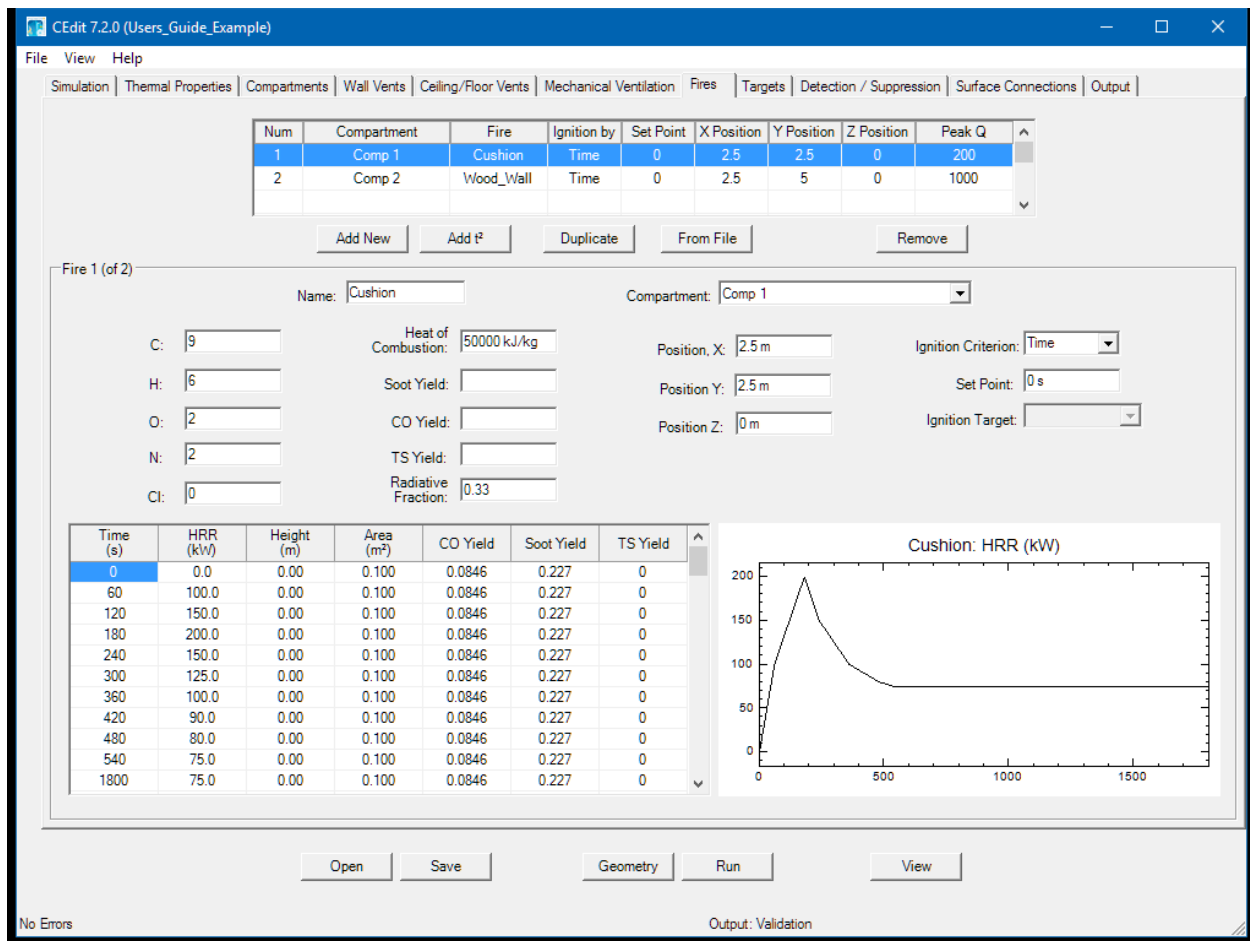 CEdit 7.2.0 (Users_Guide_Example)
File View Help
Simulation Thermal Properties Compartments Wall Vents Ceiling/Floor Vents Mechanical Ventilation Fires Targets Detection / Suppression Surface Connections Output
Num Compartment Fire Ignition by Set Point X Position Y Position Z Position Peak Q
1 Comp 1 Cushion Time 0 2.5 2.5 0 200
2 Comp 2 Wood_Wall Time 0 2.5 5 0 1000
Add New Add t² Duplicate From File Remove
Fire 1 (of 2)
Name: Cushion Compartment: Comp 1
C: 9 Heat of Combustion: 50000 kJ/kg Position, X: 2.5 m Ignition Criterion: Time
H: 6 Soot Yield: Position Y: 2.5 m Set Point: 0 s
O: 2 CO Yield: Position Z: 0 m Ignition Target:
N: 2 TS Yield:
Cl: 0 Radiative Fraction: 0.33
Time (s) HRR (kW) Height (m) Area (m²) CO Yield Soot Yield TS Yield
0 0.0 0.00 0.100 0.0846 0.227 0
60 100.0 0.00 0.100 0.0846 0.227 0
120 150.0 0.00 0.100 0.0846 0.227 0
180 200.0 0.00 0.100 0.0846 0.227 0
240 150.0 0.00 0.100 0.0846 0.227 0
300 125.0 0.00 0.100 0.0846 0.227 0
360 100.0 0.00 0.100 0.0846 0.227 0
420 90.0 0.00 0.100 0.0846 0.227 0
480 80.0 0.00 0.100 0.0846 0.227 0
540 75.0 0.00 0.100 0.0846 0.227 0
1800 75.0 0.00 0.100 0.0846 0.227 0
Cushion: HRR (kW)
200
150
100
50
0
0 500 1000 1500
Open Save Geometry Run View
No Errors Output: Validation